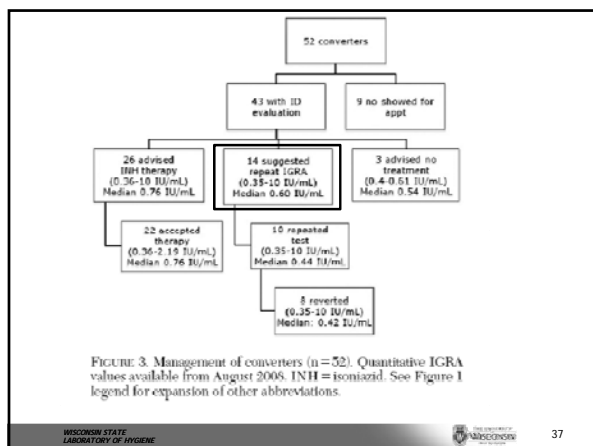 52 converters
43 with ID
evaluation
9 no showed for
appt
26 advised
INH therapy
(0.36-10 IU/mL)
Median 0.76 IU/mL
14 suggested
repeat IGRA
(0.35-10 IU/mL)
Median 0.60 IU/mL
3 advised no
treatment
(0.4-0.61 IU/mL)
Median 0.54 IU/mL
22 accepted
therapy
(0.36-2.19 IU/mL)
Median 0.76 IU/mL
10 repeated
test
(0.35-10 IU/mL)
Median 0.44 IU/mL
8 reverted
(0.35-10 IU/mL)
Median: 0.42 IU/mL
FIGURE 3. Management of converters (n=52). Quantitative IGRA
values available from August 2008. INH = isoniazid. See Figure 1
legend for expansion of other abbreviations.
WISCONSIN STATE
LABORATORY OF HYGIENE
WISCONSIN
37